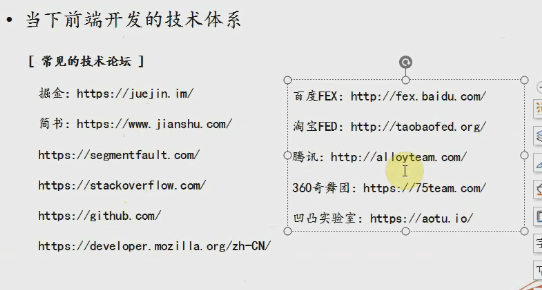 • 当下前端开发的技术体系
[ 常见的技术论坛 ]
掘金: https://juejin.im/
简书: https://www.jianshu.com/
https://segmentfault.com/
https://stackoverflow.com/
https://github.com/
https://developer.mozilla.org/zh-CN/
百度FEX: http://fex.baidu.com/
淘宝FED: http://taobaofed.org/
腾讯: http://alloyteam.com/
360奇舞团: https://75team.com/
凹凸实验室: https://aotu.io/